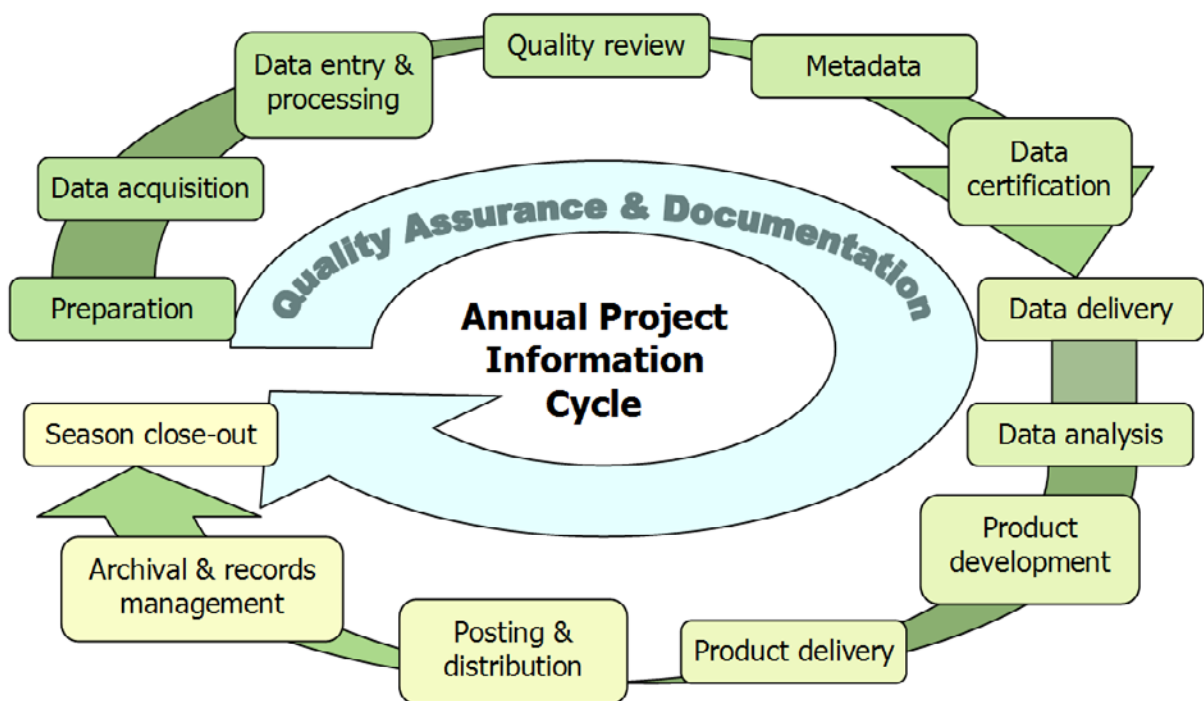 Quality review
Metadata
Data entry &
processing
Data
certification
Data acquisition
Quality Assurance & Documentation
Preparation
Annual Project
Information
Cycle
Data delivery
Season close-out
Data analysis
Product
development
Archival & records
management
Posting &
distribution
Product delivery